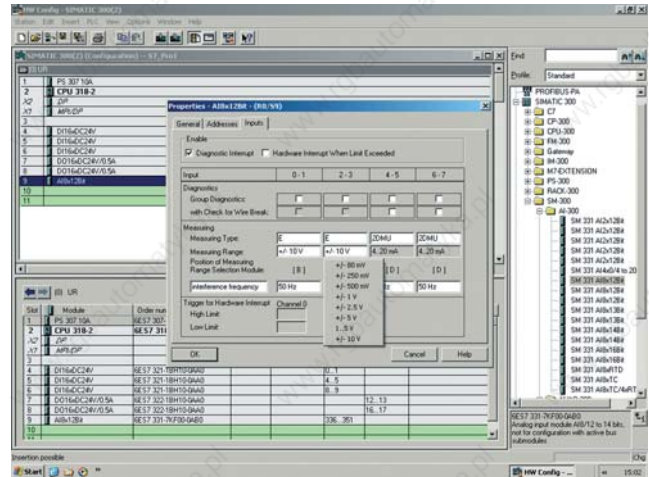 HW Config - SIMATIC 300(2)
Station Edit Insert PLC View Options Window Help
SIMATIC 300(2) (Configuration) -- S7_Pro1
(0) UR
1 PS 307 10A
2 CPU 318-2
X2 DP
X1 MPI/DP
3
4 DI16xDC24V
5 DI16xDC24V
6 DI16xDC24V
7 DO16xDC24V/0.5A
8 DO16xDC24V/0.5A
9 AI8x12Bit
10
11
Properties - AI8x12Bit - (R0/S9)
General Addresses Inputs
Enable
Diagnostic Interrupt Hardware Interrupt When Limit Exceeded
Input 0 - 1 2 - 3 4 - 5 6 - 7
Diagnostics
Group Diagnostics:
with Check for Wire Break:
Measuring
Measuring Type: E E 2DMU 2DMU
Measuring Range: +/- 10 V +/- 10 V 4..20 mA 4..20 mA
Position of Measuring
Range Selection Module: [B] [D] [D]
interference frequency 50 Hz Hz 50 Hz
+/- 80 mV
+/- 250 mV
+/- 500 mV
+/- 1 V
+/- 2.5 V
+/- 5 V
1..5 V
+/- 10 V
Trigger for Hardware Interrupt Channel 0
High Limit
Low Limit
OK Cancel Help
(0) UR
Slot Module Order num
1 PS 307 10A 6ES7 307-
2 CPU 318-2 6ES7 318
X2 DP
X1 MPI/DP
3
4 DI16xDC24V 6ES7 321-1BH10-0AA0 0...1
5 DI16xDC24V 6ES7 321-1BH10-0AA0 4...5
6 DI16xDC24V 6ES7 321-1BH10-0AA0 8...9
7 DO16xDC24V/0.5A 6ES7 322-1BH10-0AA0 12...13
8 DO16xDC24V/0.5A 6ES7 322-1BH10-0AA0 16...17
9 AI8x12Bit 6ES7 331-7KF00-0AB0 336...351
10
Find
Profile: Standard
PROFIBUS-PA
SIMATIC 300
C7
CP-300
CPU-300
FM-300
Gateway
IM-300
M7-EXTENSION
PS-300
RACK-300
SM-300
AI-300
SM 331 AI2x12Bit
SM 331 AI2x12Bit
SM 331 AI2x12Bit
SM 331 AI2x12Bit
SM 331 AI4x0/4 to 20
SM 331 AI8x12Bit
SM 331 AI8x12Bit
SM 331 AI8x12Bit
SM 331 AI8x13Bit
SM 331 AI8x14Bit
SM 331 AI8x14Bit
SM 331 AI8x16Bit
SM 331 AI8x16Bit
SM 331 AI8xRTD
SM 331 AI8xTC
SM 331 AI8xTC/4xRT
6ES7 331-7KF00-0AB0
Analog input module AI8/12 to 14 bits,
not for configuration with active bus
submodules
Insertion possible Chg
Start HW Config - ... 15:02